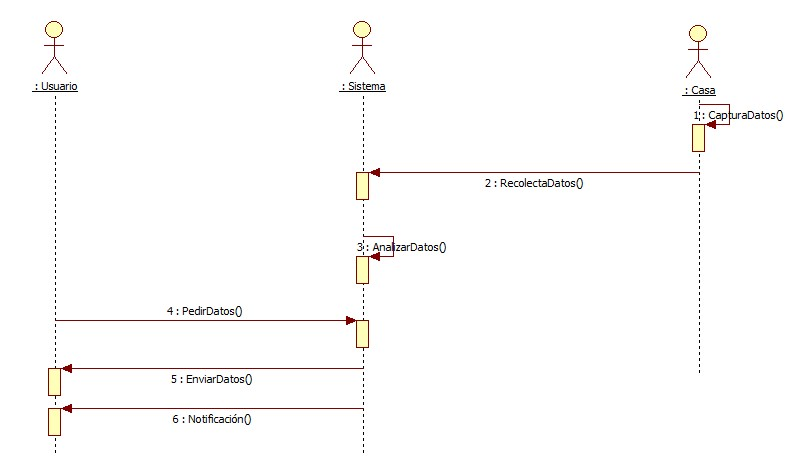 : Usuario
: Sistema
: Casa
1 : CapturaDatos()
2 : RecolectaDatos()
3 : AnalizarDatos()
4 : PedirDatos()
5 : EnviarDatos()
6 : Notificación()